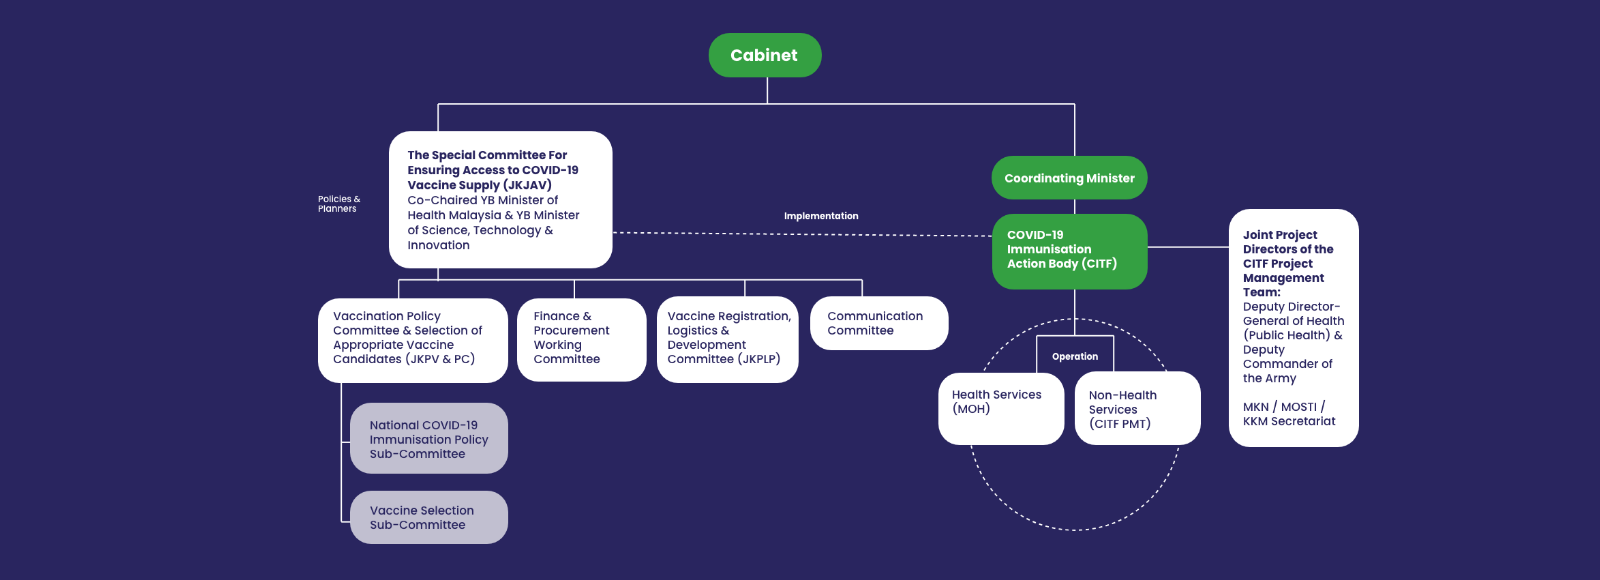 Cabinet
The Special Committee For
Ensuring Access to COVID-19
Vaccine Supply (JKJAV)
Co-Chaired YB Minister of
Health Malaysia & YB Minister
of Science, Technology &
Innovation
Policies &
Planners
Implementation
Coordinating Minister
COVID-19
Immunisation
Action Body (CITF)
Joint Project
Directors of the
CITF Project
Management
Team:
Deputy Director-
General of Health
(Public Health) &
Deputy
Commander of
the Army
MKN / MOSTI /
KKM Secretariat
Vaccination Policy
Committee & Selection of
Appropriate Vaccine
Candidates (JKPV & PC)
Finance &
Procurement
Working
Committee
Vaccine Registration,
Logistics &
Development
Committee (JKPLP)
Communication
Committee
Operation
Health Services
(MOH)
Non-Health
Services
(CITF PMT)
National COVID-19
Immunisation Policy
Sub-Committee
Vaccine Selection
Sub-Committee